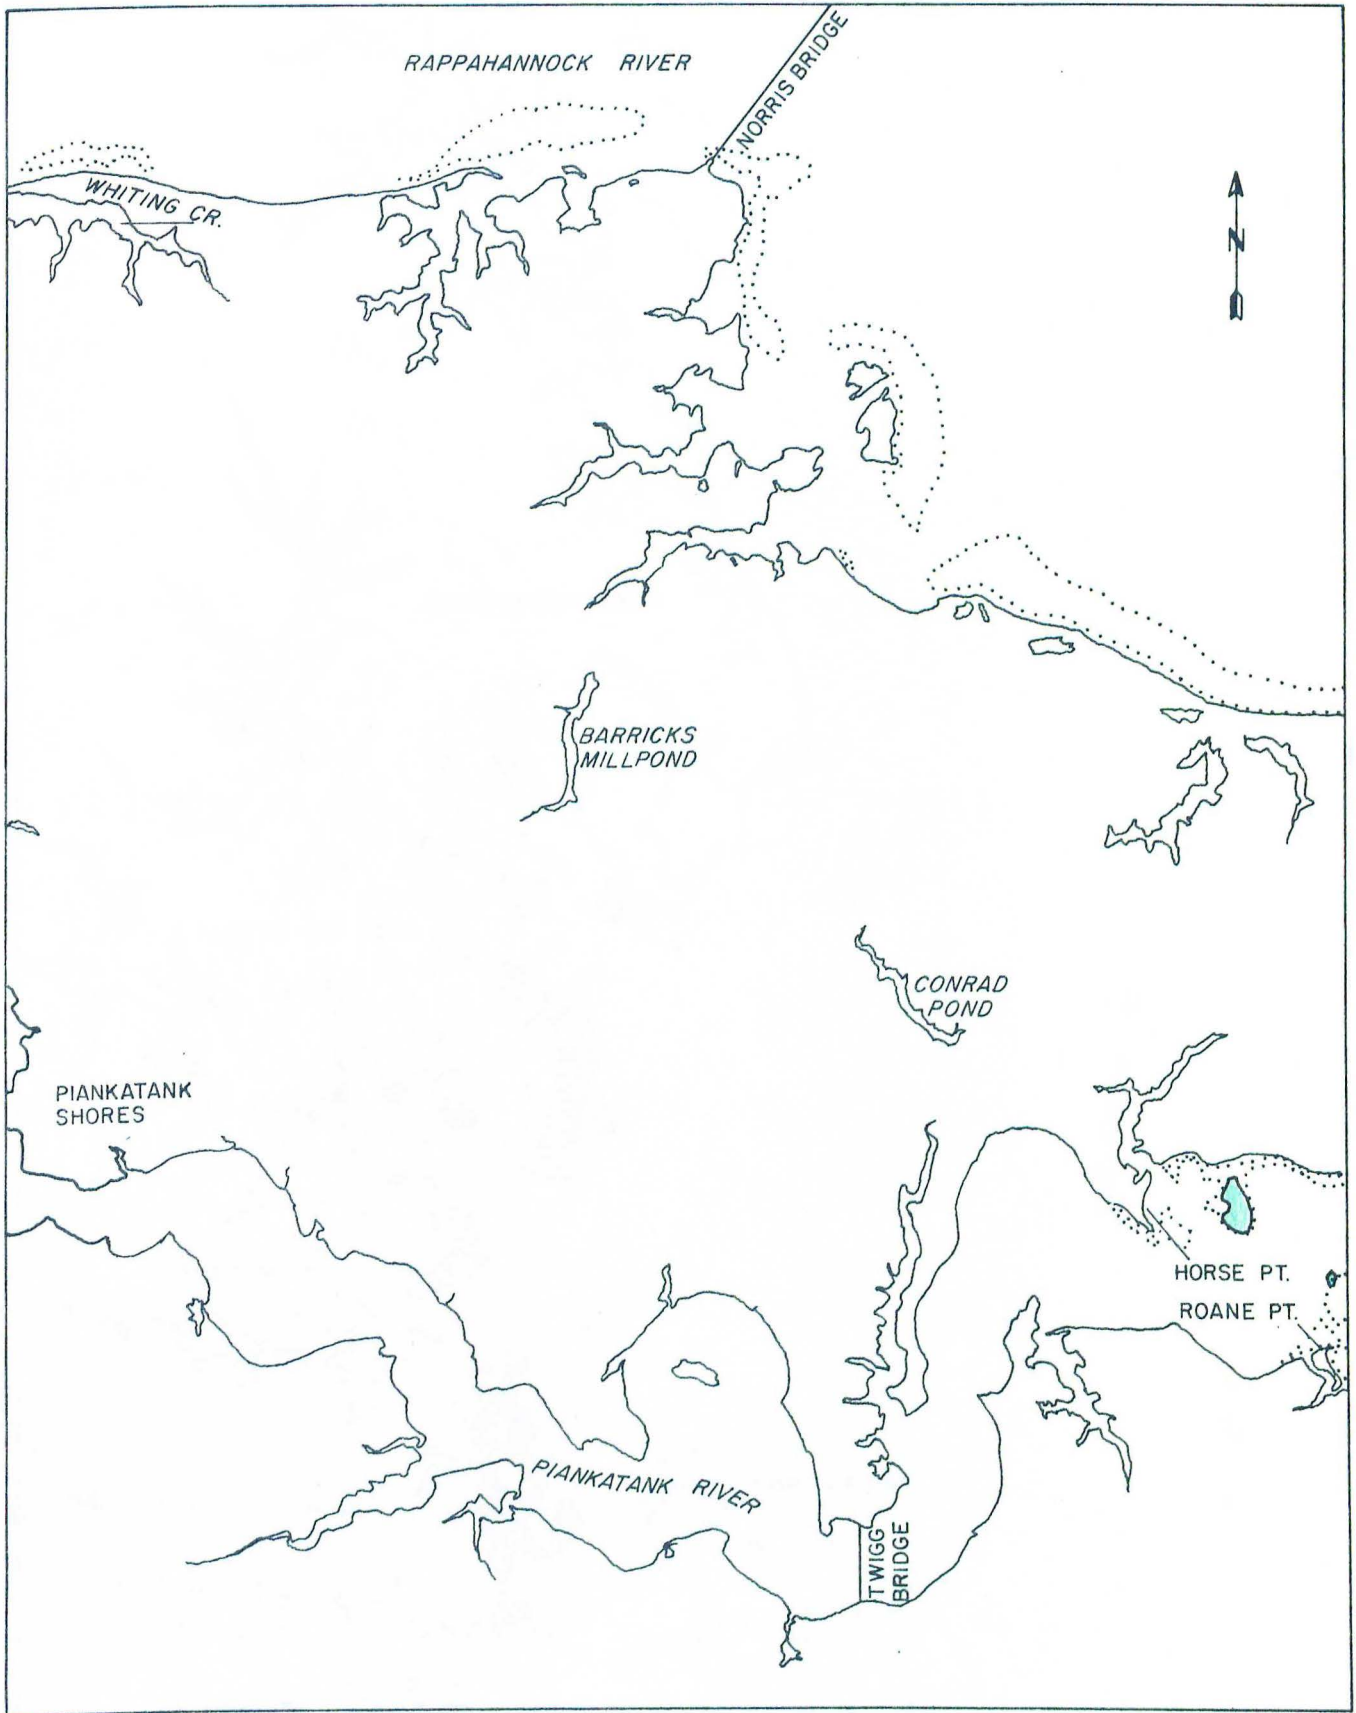 RAPPAHANNOCK RIVER
NORRIS BRIDGE
WHITING CR.
N
BARRICKS
MILLPOND
CONRAD
POND
PIANKATANK
SHORES
HORSE PT.
ROANE PT.
PIANKATANK RIVER
TWIGG
BRIDGE